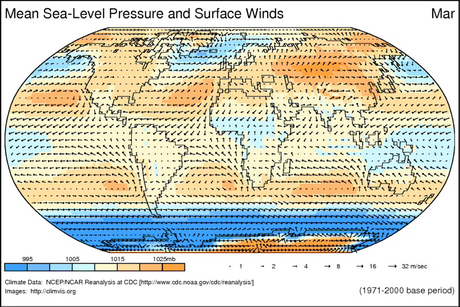 Mean Sea-Level Pressure and Surface Winds Mar
995 1005 1015 1025mb
1 2 4 8 16 32 m/sec
Climate Data: NCEP/NCAR Reanalysis at CDC [http://www.cdc.noaa.gov/cdc/reanalysis/]
Images: http://climvis.org (1971-2000 base period)